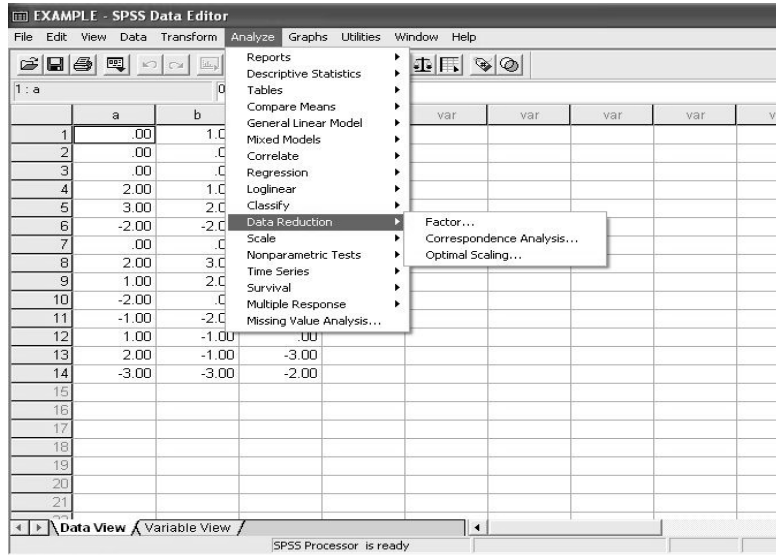 EXAMPLE - SPSS Data Editor
File Edit View Data Transform Analyze Graphs Utilities Window Help
1 : a
Reports
Descriptive Statistics
Tables
Compare Means
General Linear Model
Mixed Models
Correlate
Regression
Loglinear
Classify
Data Reduction
Scale
Nonparametric Tests
Time Series
Survival
Multiple Response
Missing Value Analysis...
Factor...
Correspondence Analysis...
Optimal Scaling...
a b var var var var
1 .00
2 .00
3 .00
4 2.00
5 3.00
6 -2.00
7 .00
8 2.00
9 1.00
10 -2.00
11 -1.00
12 1.00 -1.00 .00
13 2.00 -1.00 -3.00
14 -3.00 -3.00 -2.00
15
16
17
18
19
20
21
Data View Variable View
SPSS Processor is ready